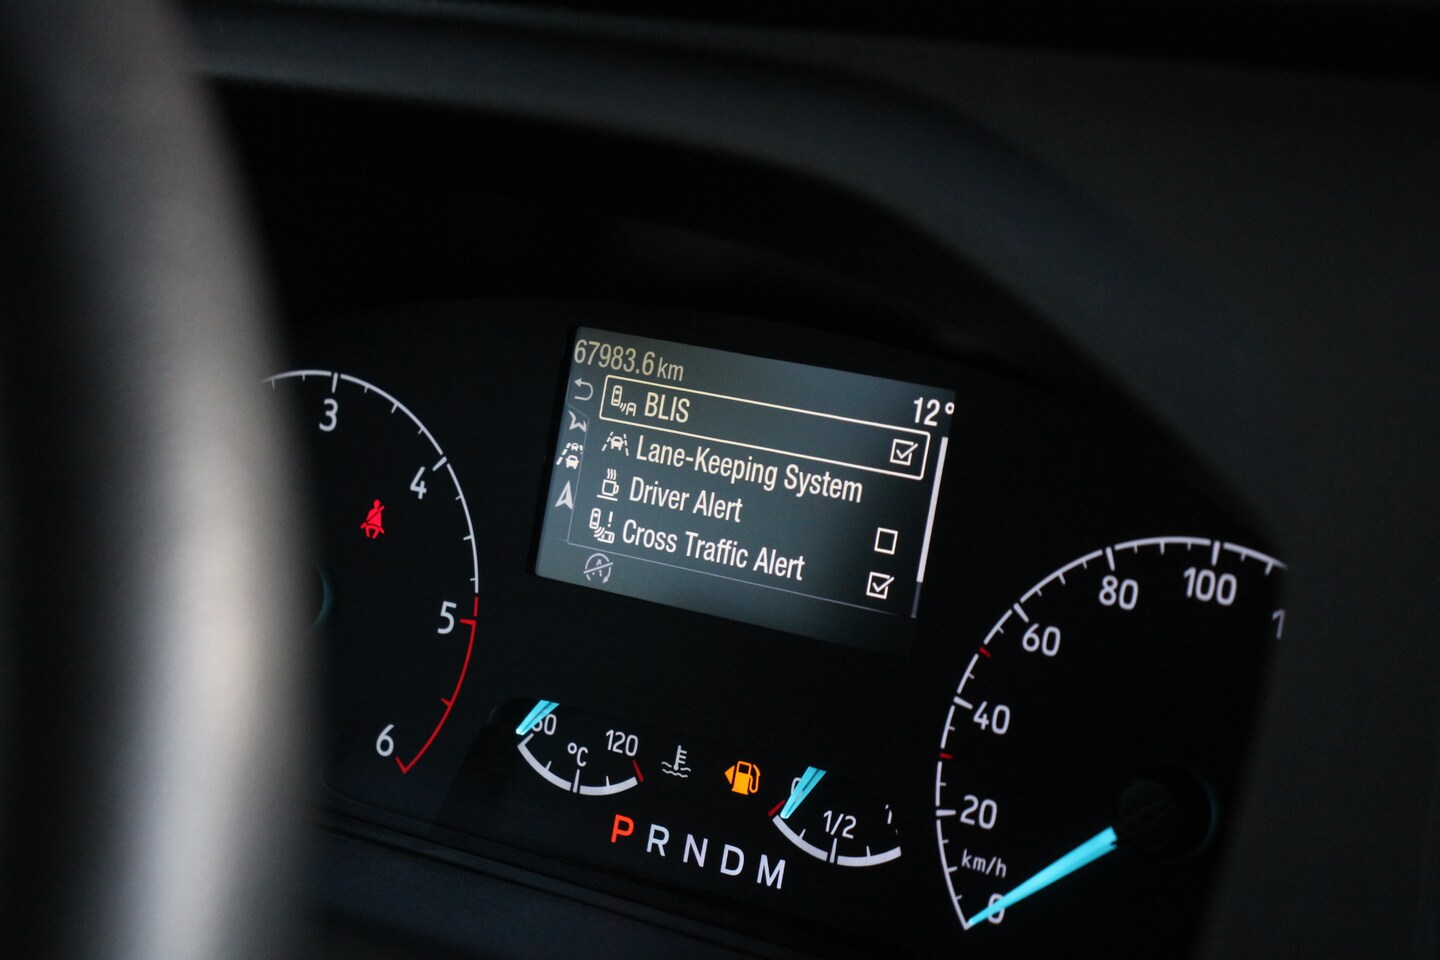 67983.6 km
12°
BLIS
Lane-Keeping System
Driver Alert
Cross Traffic Alert
3
4
5
6
°C
120
1/2
P R N D M
100
80
60
40
20
km/h
0